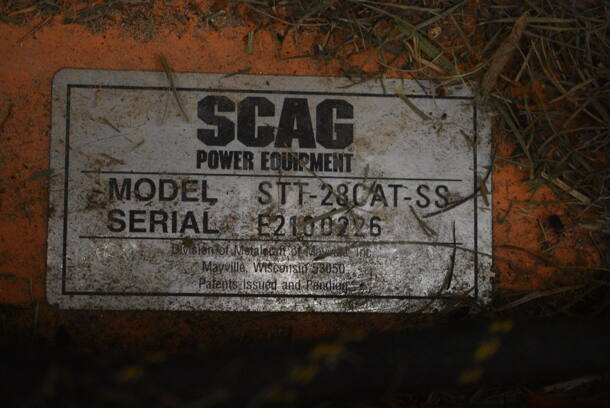 SCAG
POWER EQUIPMENT
MODEL STT-28CAT-SS
SERIAL E2100226
Division of Metalcraft of Mayville, Inc.
Mayville, Wisconsin 53050
Patents Issued and Pending